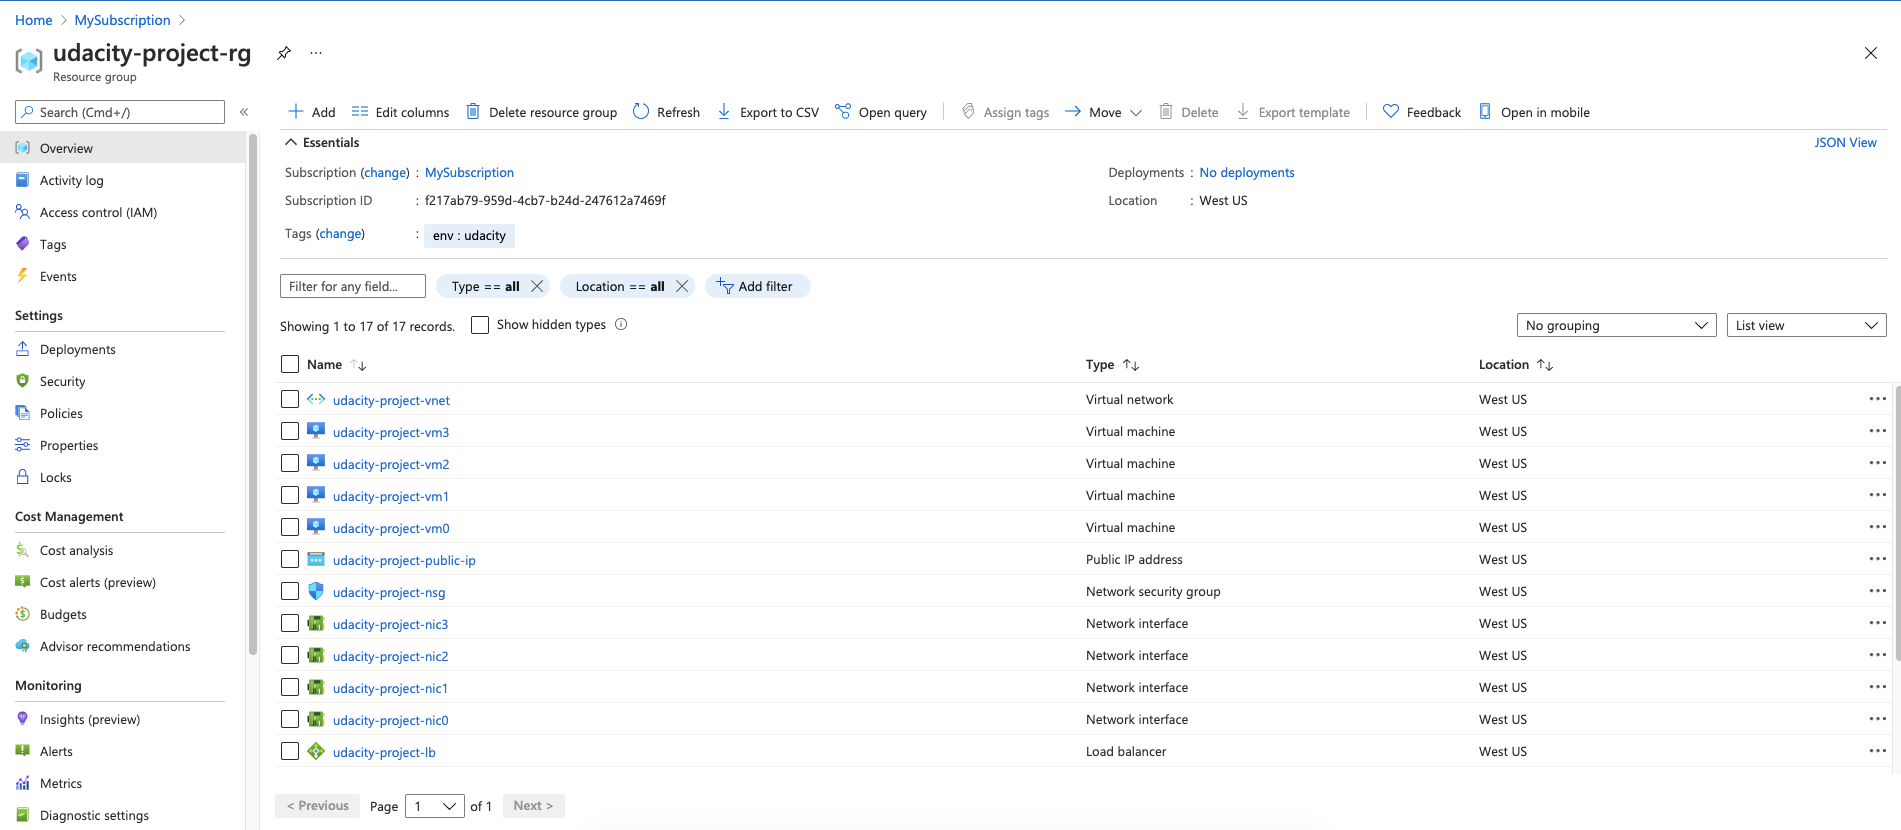 Home > MySubscription >
udacity-project-rg
Resource group
Search (Cmd+/)
«
Overview
Activity log
Access control (IAM)
Tags
Events
Settings
Deployments
Security
Policies
Properties
Locks
Cost Management
Cost analysis
Cost alerts (preview)
Budgets
Advisor recommendations
Monitoring
Insights (preview)
Alerts
Metrics
Diagnostic settings
Add Edit columns Delete resource group Refresh Export to CSV Open query Assign tags Move Delete Export template Feedback Open in mobile
Essentials JSON View
Subscription (change) : MySubscription Deployments : No deployments
Subscription ID : f217ab79-959d-4cb7-b24d-247612a7469f Location : West US
Tags (change) : env : udacity
Filter for any field... Type == all Location == all Add filter
Showing 1 to 17 of 17 records. Show hidden types No grouping List view
Name Type Location
udacity-project-vnet Virtual network West US
udacity-project-vm3 Virtual machine West US
udacity-project-vm2 Virtual machine West US
udacity-project-vm1 Virtual machine West US
udacity-project-vm0 Virtual machine West US
udacity-project-public-ip Public IP address West US
udacity-project-nsg Network security group West US
udacity-project-nic3 Network interface West US
udacity-project-nic2 Network interface West US
udacity-project-nic1 Network interface West US
udacity-project-nic0 Network interface West US
udacity-project-lb Load balancer West US
< Previous Page 1 of 1 Next >